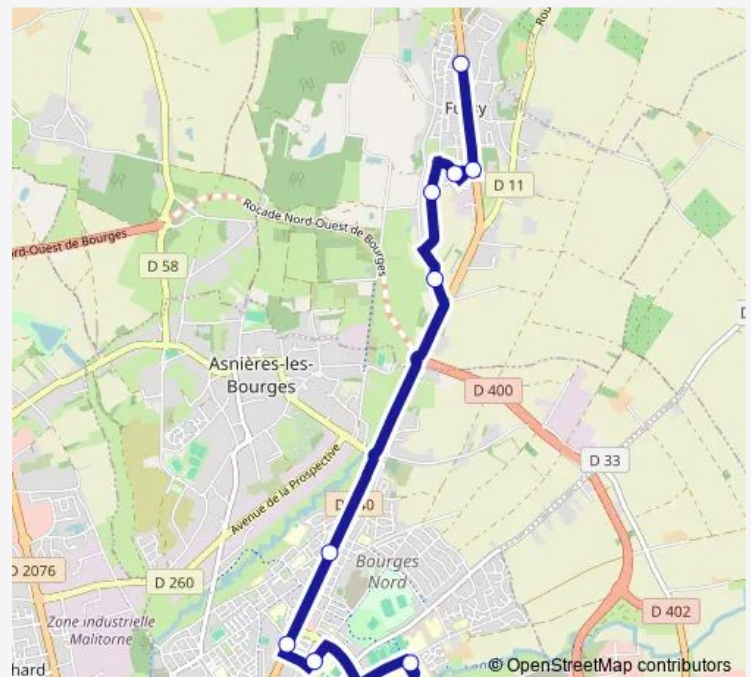 D 11
Rocade Nord-Ouest de Bourges
rd-Ouest de Bourges
D 58
Asnières-les-
Bourges
D 400
D 33
Avenue de la Prospective
Bourges
Nord
D 2076
D 260
D 402
Zone industrielle
Malitorne
hard
© OpenStreetMap contributors